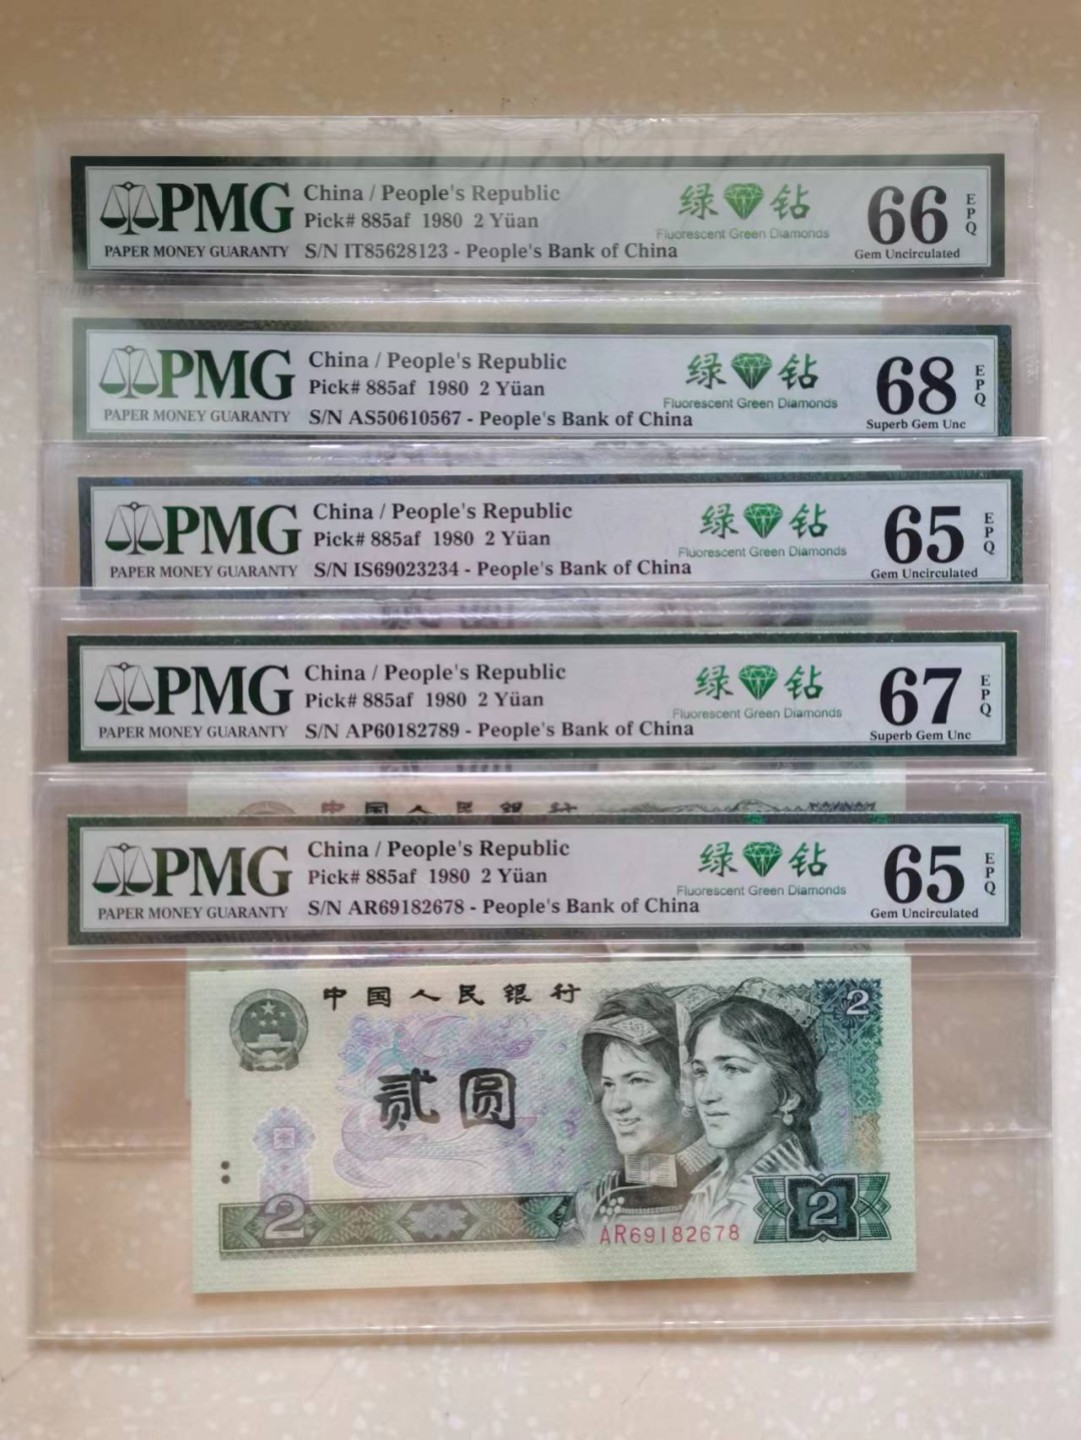 PMG
PAPER MONEY GUARANTY
China / People's Republic
Pick# 885af 1980 2 Yüan
S/N IT85628123 - People's Bank of China
绿 钻
Fluorescent Green Diamonds
66
EPQ
Gem Uncirculated
PMG
PAPER MONEY GUARANTY
China / People's Republic
Pick# 885af 1980 2 Yüan
S/N AS50610567 - People's Bank of China
绿 钻
Fluorescent Green Diamonds
68
EPQ
Superb Gem Unc
PMG
PAPER MONEY GUARANTY
China / People's Republic
Pick# 885af 1980 2 Yüan
S/N IS69023234 - People's Bank of China
绿 钻
Fluorescent Green Diamonds
65
EPQ
Gem Uncirculated
PMG
PAPER MONEY GUARANTY
China / People's Republic
Pick# 885af 1980 2 Yüan
S/N AP60182789 - People's Bank of China
绿 钻
Fluorescent Green Diamonds
67
EPQ
Superb Gem Unc
中国人民银行
PMG
PAPER MONEY GUARANTY
China / People's Republic
Pick# 885af 1980 2 Yüan
S/N AR69182678 - People's Bank of China
绿 钻
Fluorescent Green Diamonds
65
EPQ
Gem Uncirculated
中国人民银行
2
贰圆
2
2
AR69182678